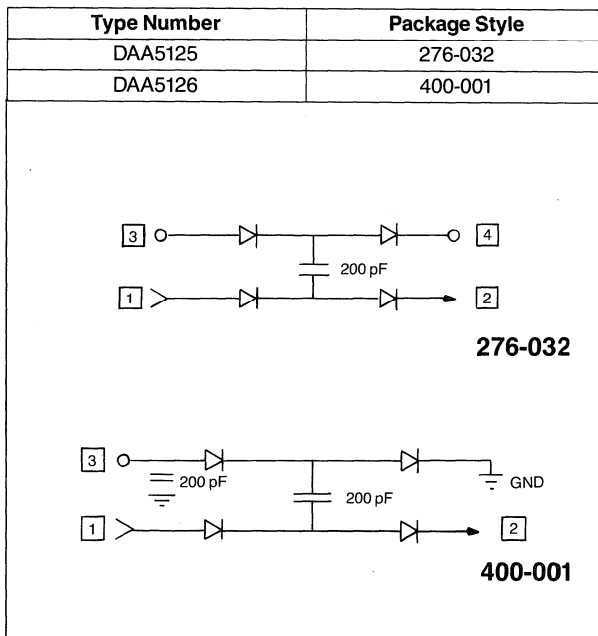 Type Number Package Style
DAA5125 276-032
DAA5126 400-001
3 4
200 pF
1 2
276-032
3
200 pF GND
200 pF
1 2
400-001